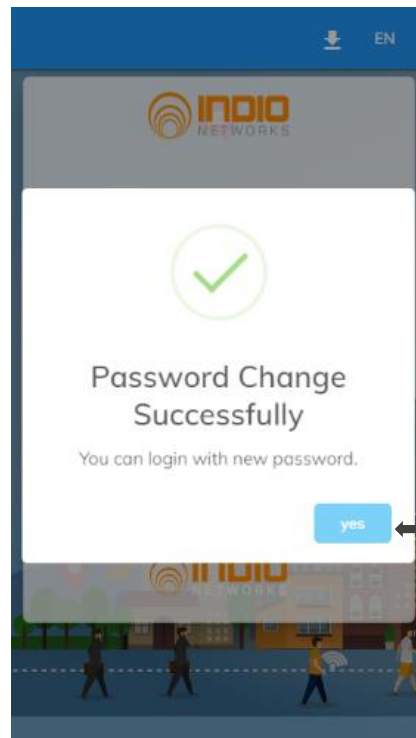 EN
INDIO
NETWORKS
Password Change
Successfully
You can login with new password.
yes
INDIO
NETWORKS